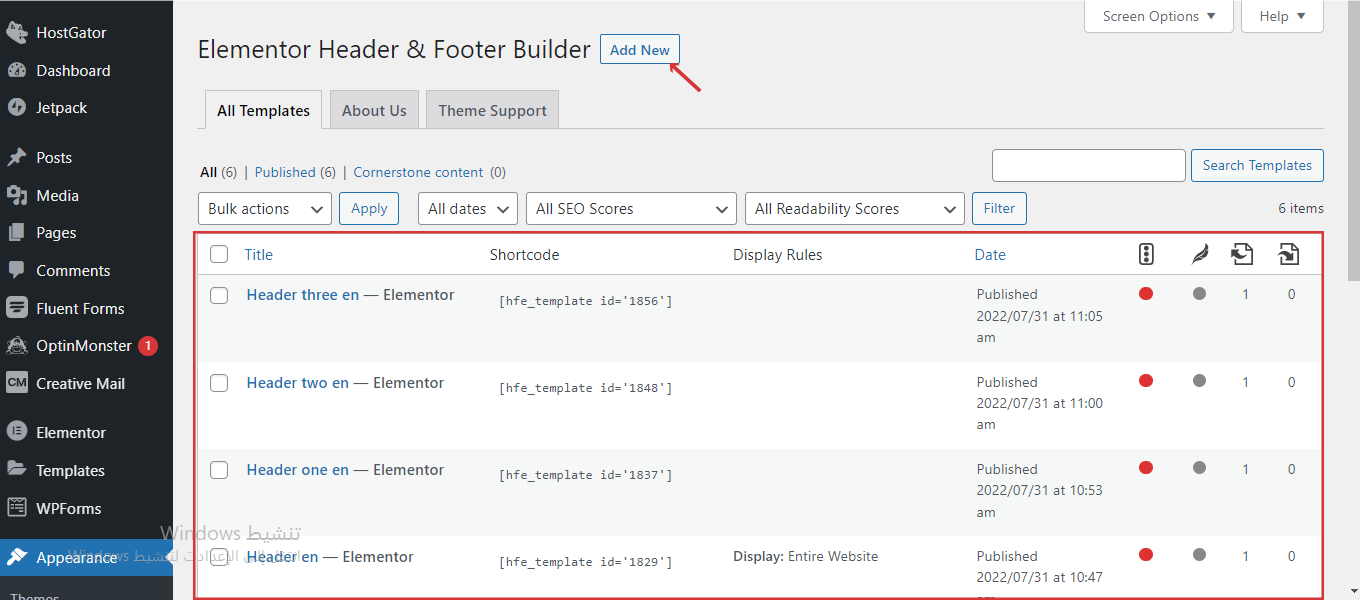 HostGator
Dashboard
Jetpack
Posts
Media
Pages
Comments
Fluent Forms
OptinMonster 1
CM Creative Mail
Elementor
Templates
WPForms
Appearance
Themes
Screen Options ▼ Help ▼
Elementor Header & Footer Builder Add New
All Templates About Us Theme Support
All (6) | Published (6) | Cornerstone content (0)
Search Templates
Bulk actions Apply All dates All SEO Scores All Readability Scores Filter 6 items
Title Shortcode Display Rules Date
Header three en — Elementor [hfe_template id='1856'] Published 1 0
2022/07/31 at 11:05
am
Header two en — Elementor [hfe_template id='1848'] Published 1 0
2022/07/31 at 11:00
am
Header one en — Elementor [hfe_template id='1837'] Published 1 0
2022/07/31 at 10:53
am
Header en — Elementor [hfe_template id='1829'] Display: Entire Website Published 1 0
2022/07/31 at 10:47
تنشيط Windows
انتقل إلى الإعدادات لتنشيط Windows